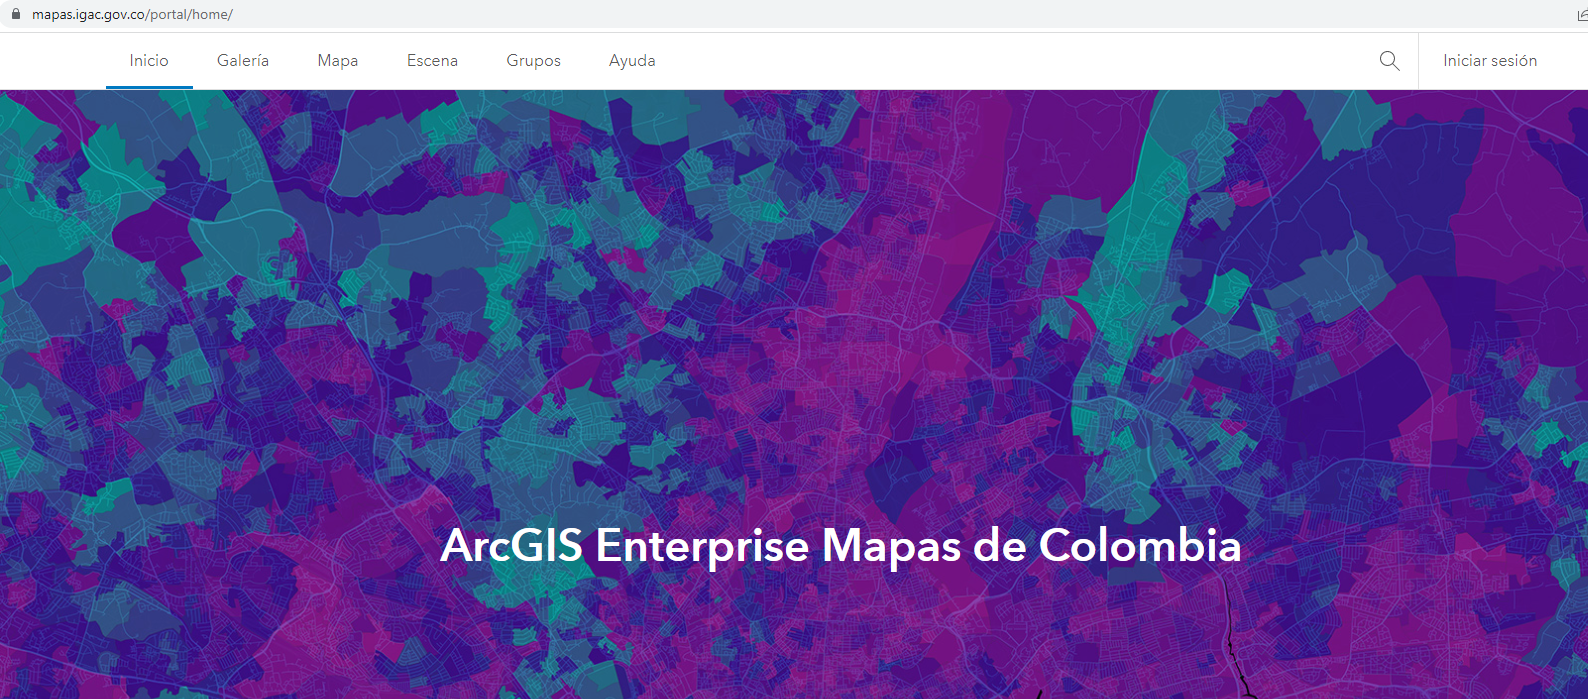 mapas.igac.gov.co/portal/home/
Inicio Galería Mapa Escena Grupos Ayuda Iniciar sesión
ArcGIS Enterprise Mapas de Colombia